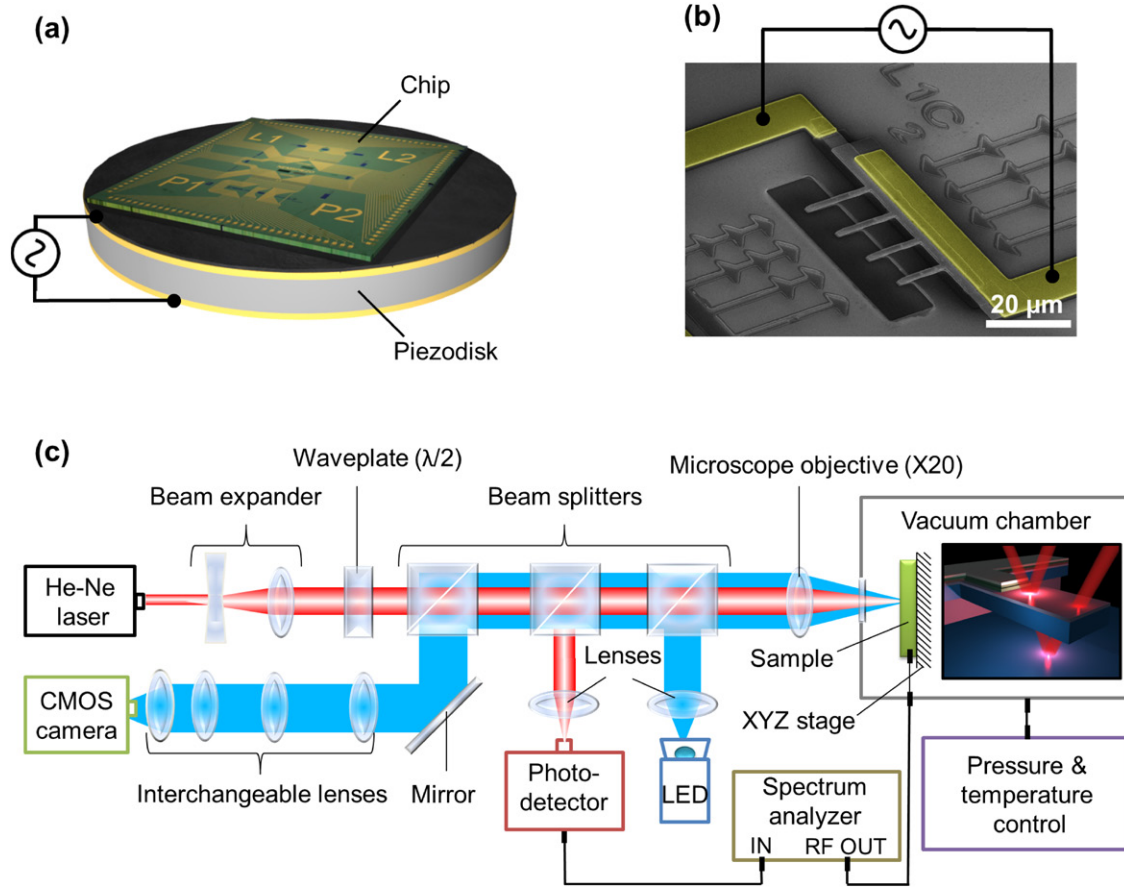 (a)
Chip
L1
L2
P1
P2
Piezodisk
(b)
L1C
2
20 µm
(c)
Waveplate (λ/2)
Microscope objective (X20)
Beam expander
Beam splitters
Vacuum chamber
He-Ne
laser
Lenses
Sample
CMOS
camera
XYZ stage
Interchangeable lenses
Mirror
Photo-
detector
LED
Spectrum
analyzer
IN
RF OUT
Pressure &
temperature
control